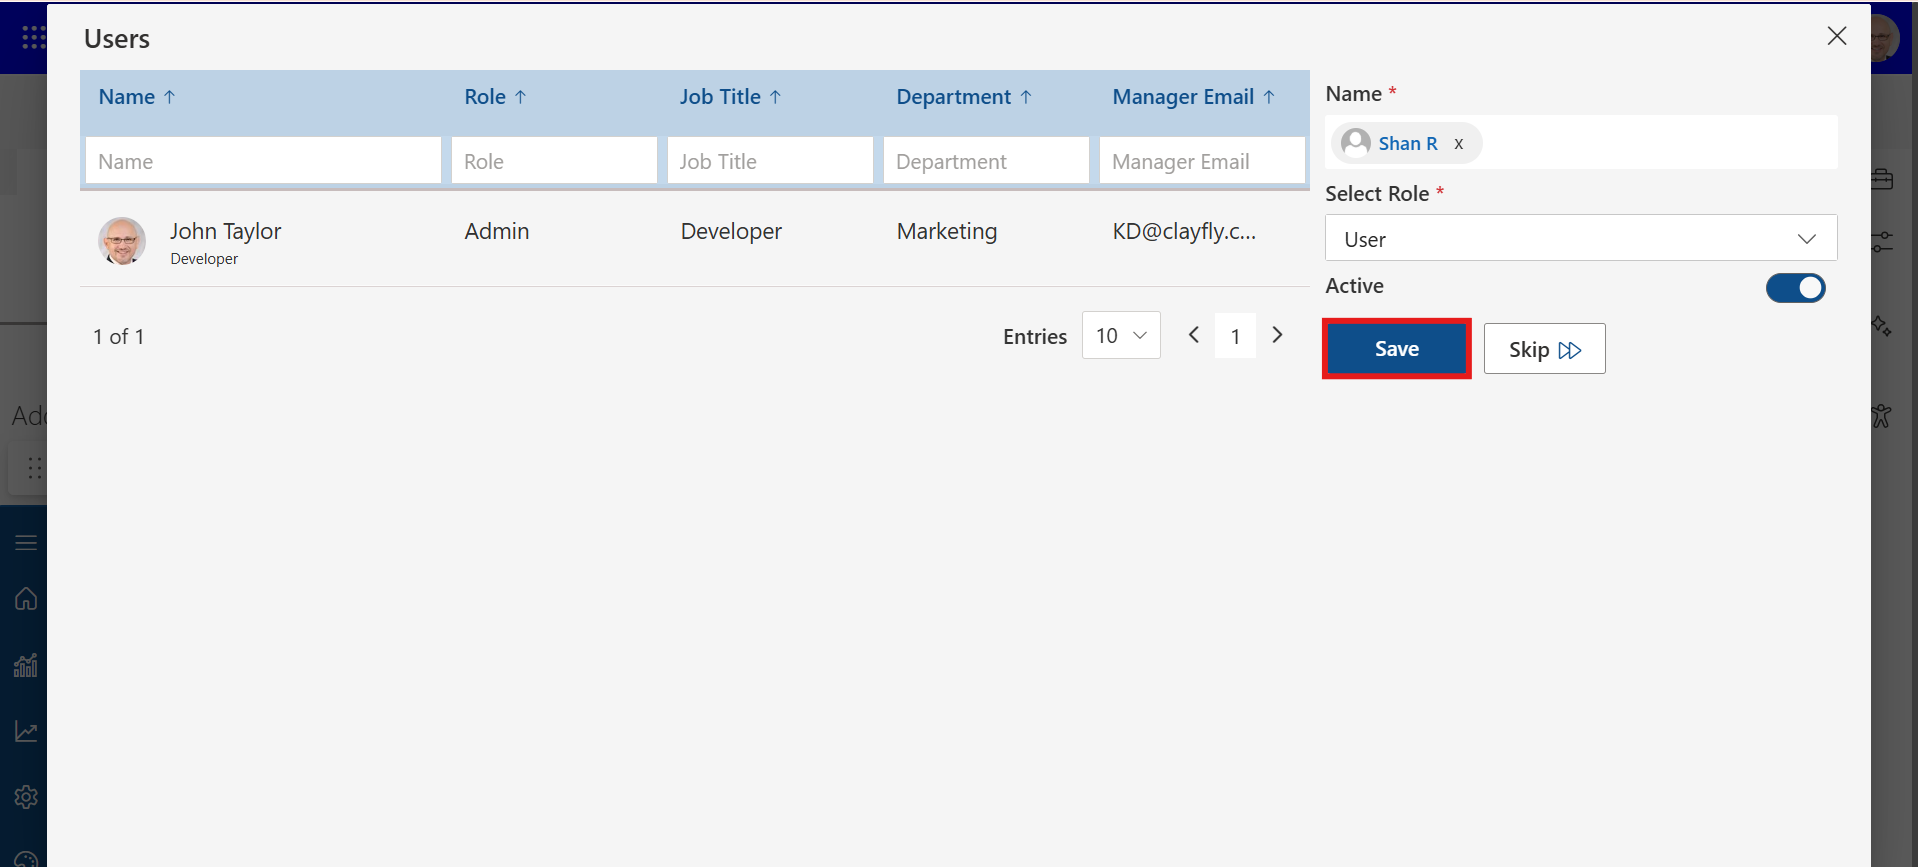 Users
Name ↑ Role ↑ Job Title ↑ Department ↑ Manager Email ↑
Name Role Job Title Department Manager Email
John Taylor Admin Developer Marketing KD@clayfly.c...
Developer
1 of 1 Entries 10 1
Name *
Shan R x
Select Role *
User
Active
Save Skip